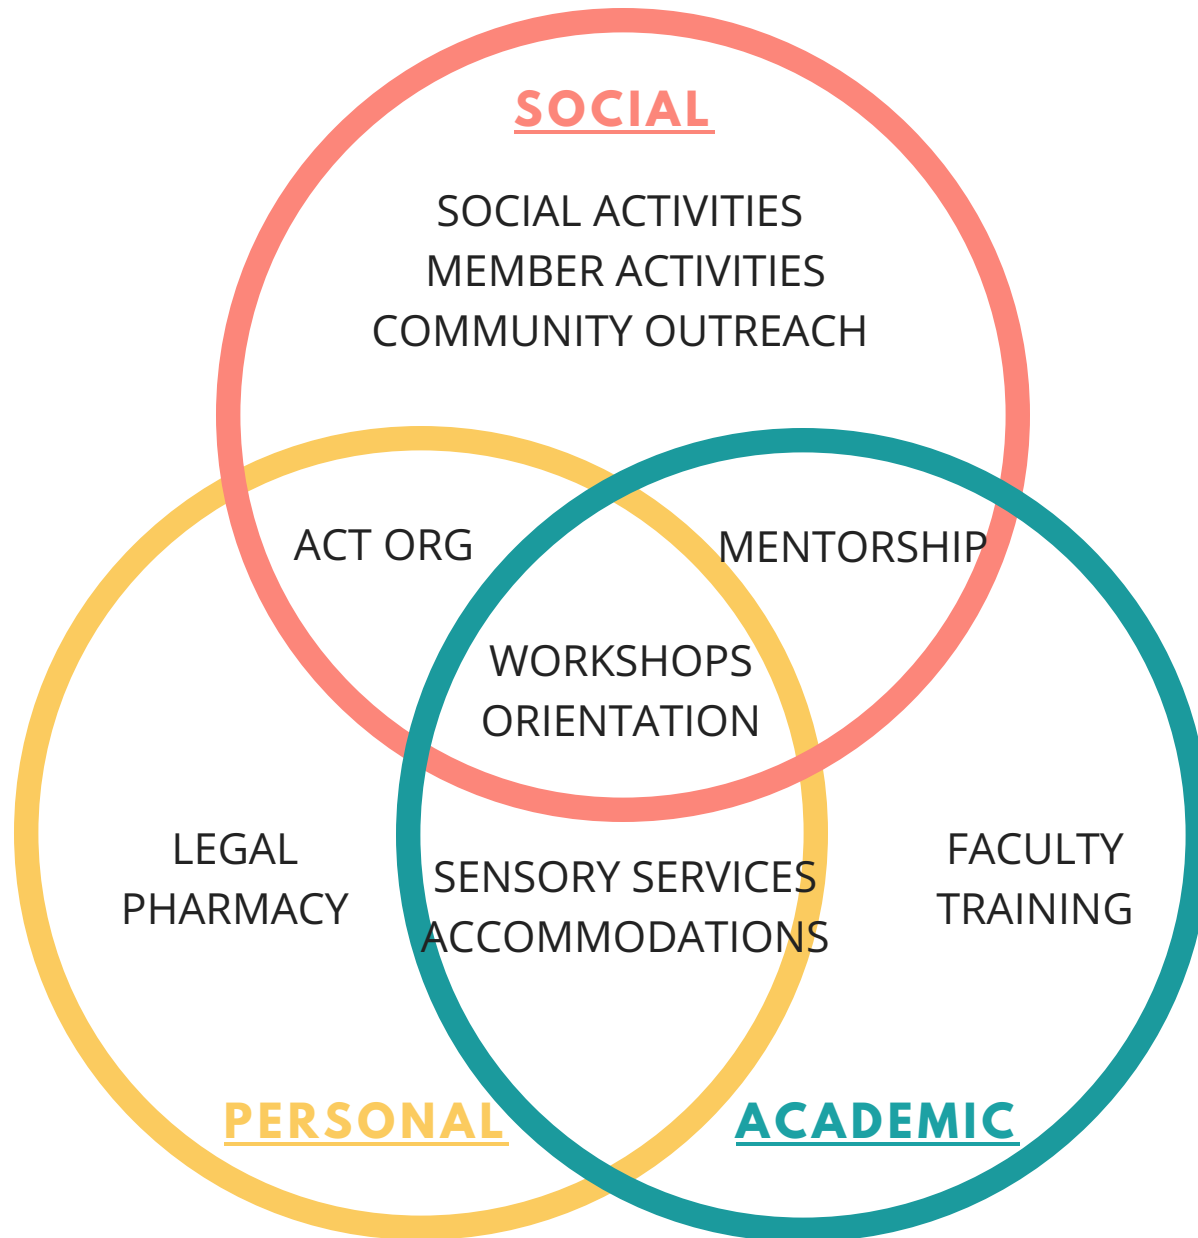 SOCIAL
SOCIAL ACTIVITIES
MEMBER ACTIVITIES
COMMUNITY OUTREACH
ACT ORG
MENTORSHIP
WORKSHOPS
ORIENTATION
LEGAL
PHARMACY
SENSORY SERVICES
ACCOMMODATIONS
FACULTY
TRAINING
PERSONAL
ACADEMIC